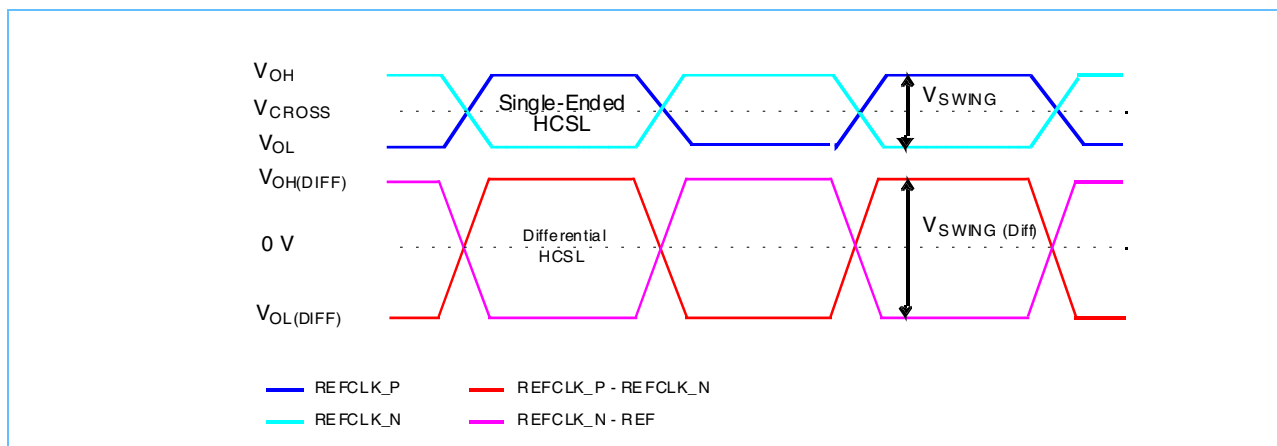 VOH
VCROSS
VOL
Single-Ended
HCSL
VSWING
VOH(DIFF)
0 V
VOL(DIFF)
Differential
HCSL
VSWING (Diff)
REFCLK_P
REFCLK_P - REFCLK_N
REFCLK_N
REFCLK_N - REF